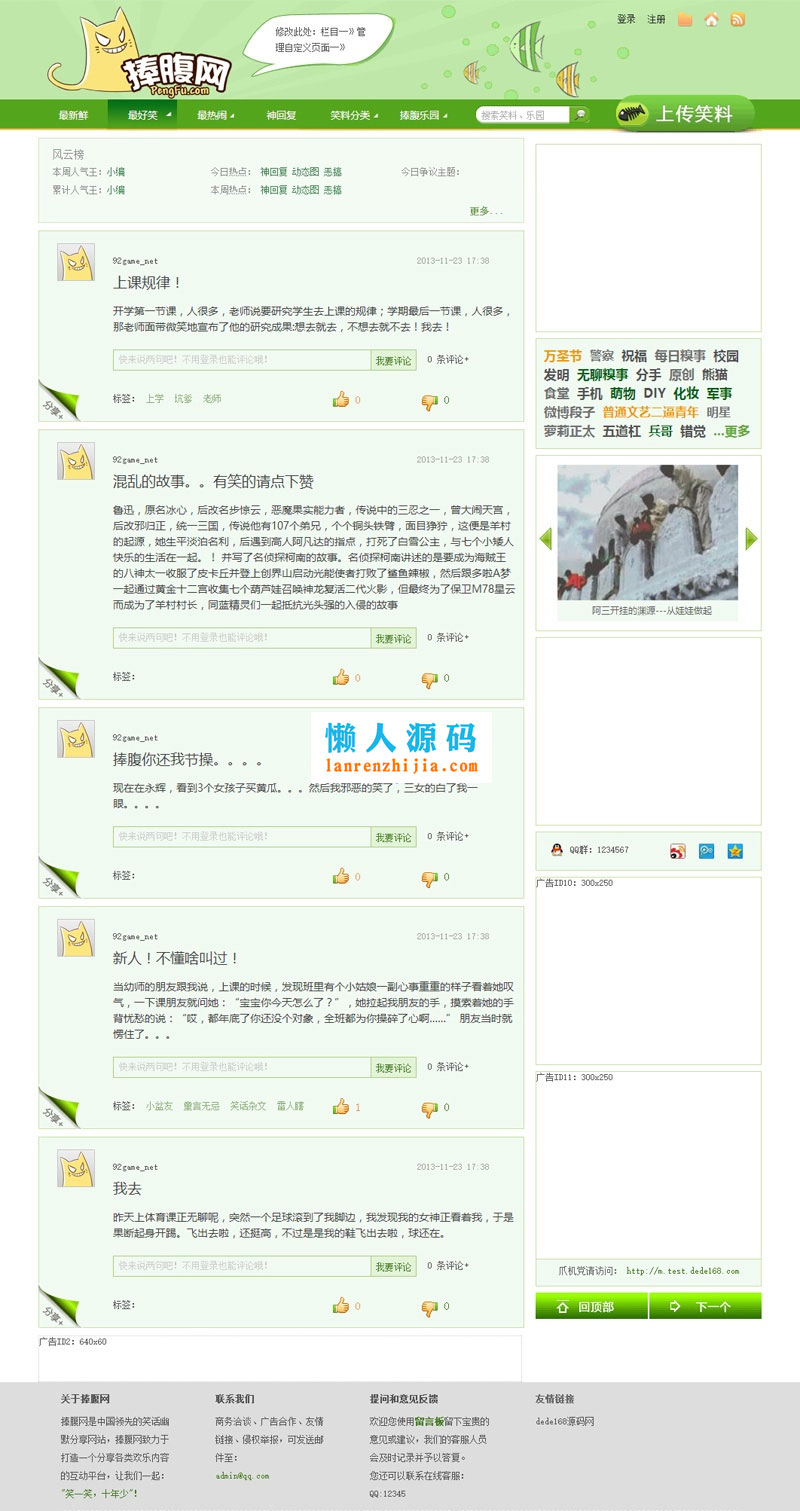 捧腹网
PengFu.com
修改此处：栏目一》管
理自定义页面一》
登录 注册
最新鲜 最好笑 最热闹 神回复 笑料分类 捧腹乐园
搜索笑料、乐园
上传笑料
风云榜
本周人气王：小编 今日热点： 神回复 动态图 恶搞 今日争议主题：
累计人气王：小编 本周热点： 神回复 动态图 恶搞
更多...
92game_net 2013-11-23 17:38
上课规律！
开学第一节课，人很多，老师说要研究学生去上课的规律；学期最后一节课，人很多，
那老师面带微笑地宣布了他的研究成果:想去就去，不想去就不去！我去！
快来说两句吧！不用登录也能评论哦！ 我要评论 0 条评论+
分享+
标签： 上学 坑爹 老师 0 0
92game_net 2013-11-23 17:38
混乱的故事。。有笑的请点下赞
鲁迅，原名冰心，后改名步惊云，恶魔果实能力者，传说中的三忍之一，曾大闹天宫，
后改邪归正，统一三国，传说他有107个弟兄，个个铜头铁臂，面目狰狞，这便是羊村
的起源，她生平淡泊名利，后遇到高人阿凡达的指点，打死了白雪公主，与七个小矮人
快乐的生活在一起。 ！并写了名侦探柯南的故事。名侦探柯南讲述的是要成为海贼王
的八神太一收服了皮卡丘并登上创界山启动光能使者打败了鲨鱼辣椒，然后跟多啦A梦
一起通过黄金十二宫收集七个葫芦娃召唤神龙复活二代火影，但最终为了保卫M78星云
而成为了羊村村长，同蓝精灵们一起抵抗光头强的入侵的故事
快来说两句吧！不用登录也能评论哦！ 我要评论 0 条评论+
分享+
标签： 0 0
92game_net
捧腹你还我节操。。。。
现在在永辉，看到3个女孩子买黄瓜。。。然后我邪恶的笑了，三女的白了我一
眼。。。。
懒人源码
lanrenzhijia.com
快来说两句吧！不用登录也能评论哦！ 我要评论 0 条评论+
分享+
标签： 0 0
92game_net 2013-11-23 17:38
新人！不懂啥叫过！
当幼师的朋友跟我说，上课的时候，发现班里有个小姑娘一副心事重重的样子看着她叹
气，一下课朋友就问她：“宝宝你今天怎么了？”，她拉起我朋友的手，摸索着她的手
背忧愁的说：“哎，都年底了你还没个对象，全班都为你操碎了心啊……” 朋友当时就
愣住了。。。
快来说两句吧！不用登录也能评论哦！ 我要评论 0 条评论+
分享+
标签： 小盆友 童言无忌 笑话杂文 雷人囧 1 0
92game_net 2013-11-23 17:38
我去
昨天上体育课正无聊呢，突然一个足球滚到了我脚边，我发现我的女神正看着我，于是
果断起身开踢。飞出去啦，还挺高，不过是是我的鞋飞出去啦，球还在。
快来说两句吧！不用登录也能评论哦！ 我要评论 0 条评论+
分享+
标签： 0 0
广告ID2：640x60
万圣节 警察 祝福 每日糗事 校园
发明 无聊糗事 分手 原创 熊猫
食堂 手机 萌物 DIY 化妆 军事
微博段子 普通文艺二逼青年 明星
萝莉正太 五道杠 兵哥 错觉 ...更多
阿三开挂的渊源---从娃娃做起
QQ群：1234567
广告ID10：300x250
广告ID11：300x250
爪机党请访问： http://m.test.dede168.com
回顶部 下一个
关于捧腹网
捧腹网是中国领先的笑话幽
默分享网站，捧腹网致力于
打造一个分享各类欢乐内容
的互动平台，让我们一起：
"笑一笑，十年少"！
联系我们
商务洽谈、广告合作、友情
链接、侵权举报，可发送邮
件至：
admin@qq.com
提问和意见反馈
欢迎您使用留言板留下宝贵的
意见或建议，我们的客服人员
会及时记录并予以答复。
您还可以联系在线客服：
QQ:12345
友情链接
dede168源码网